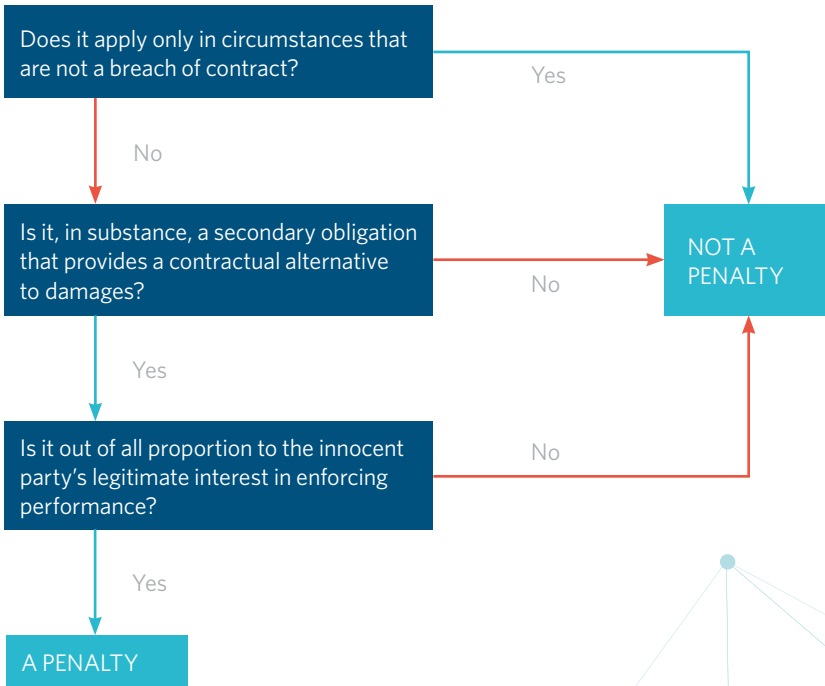 Does it apply only in circumstances that
are not a breach of contract?
Yes
No
Is it, in substance, a secondary obligation
that provides a contractual alternative
to damages?
NOT A
PENALTY
No
Yes
Is it out of all proportion to the innocent
party's legitimate interest in enforcing
performance?
No
Yes
A PENALTY